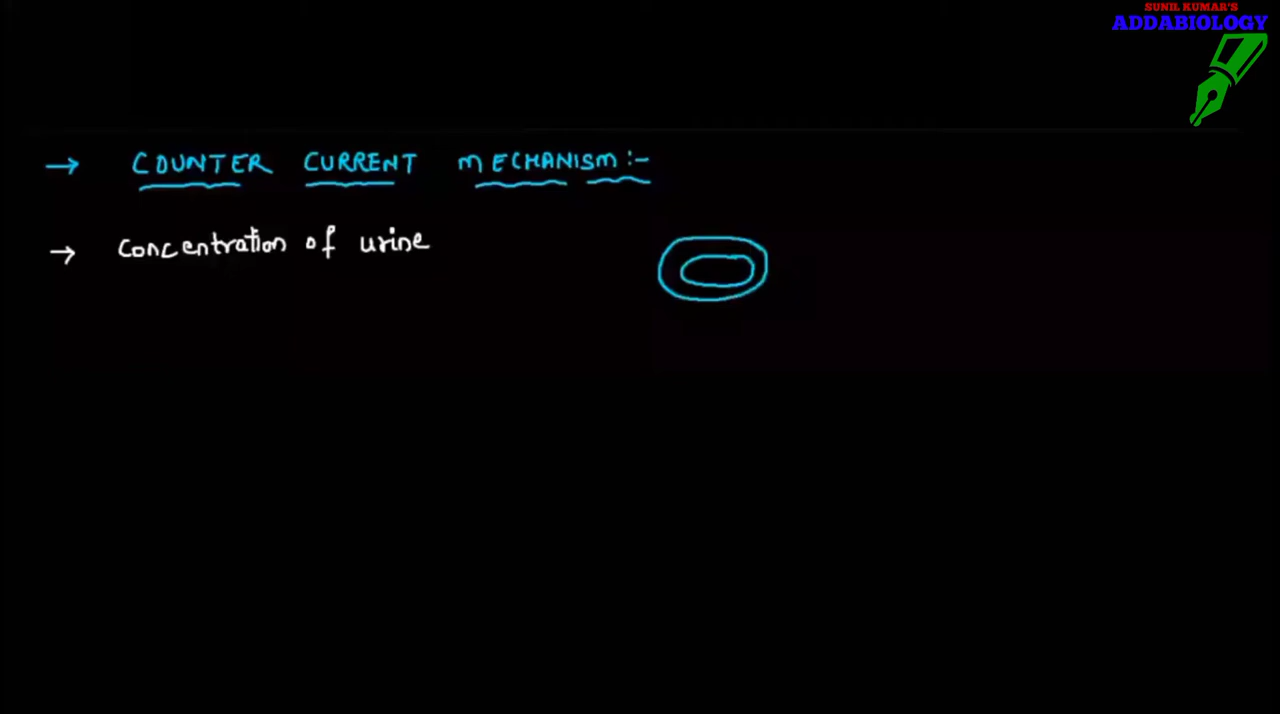 SUNIL KUMAR'S
ADDABIOLOGY
→ COUNTER CURRENT MECHANISM :-
→ Concentration of urine